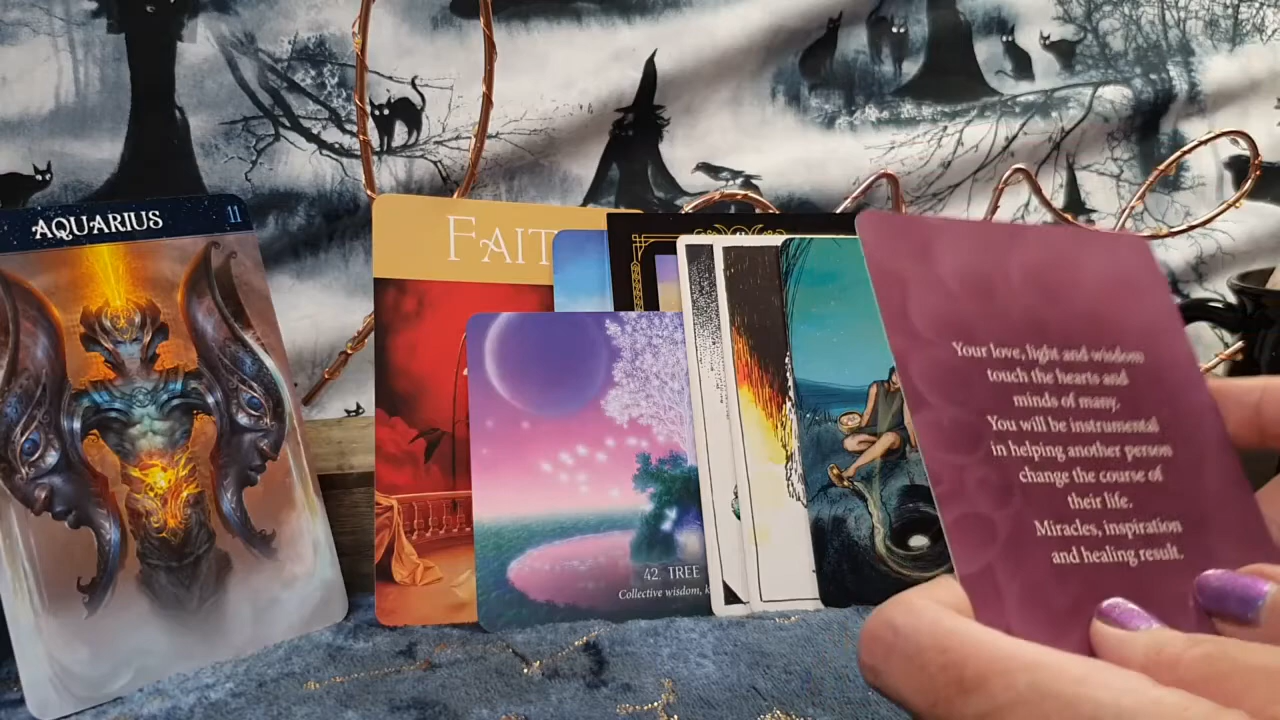 AQUARIUS 11
FAIT
42. TREE
Collective wisdom, k
Your love, light and wisdom
touch the hearts and
minds of many.
You will be instrumental
in helping another person
change the course of
their life.
Miracles, inspiration
and healing result.